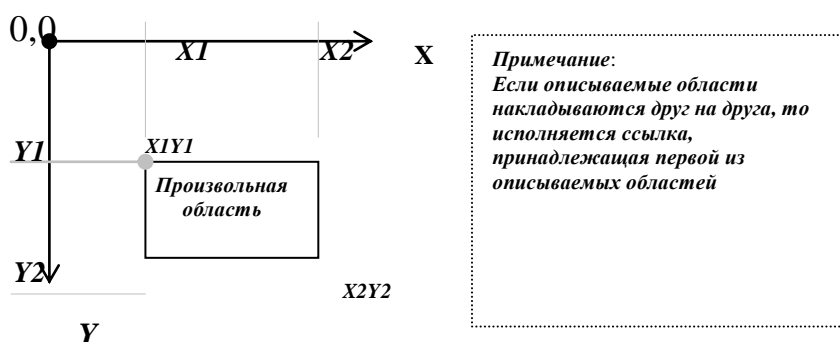 0,0
X1
X2
X
Y1
X1Y1
Произвольная
область
Y2
X2Y2
Y
Примечание:
Если описываемые области
накладываются друг на друга, то
исполняется ссылка,
принадлежащая первой из
описываемых областей